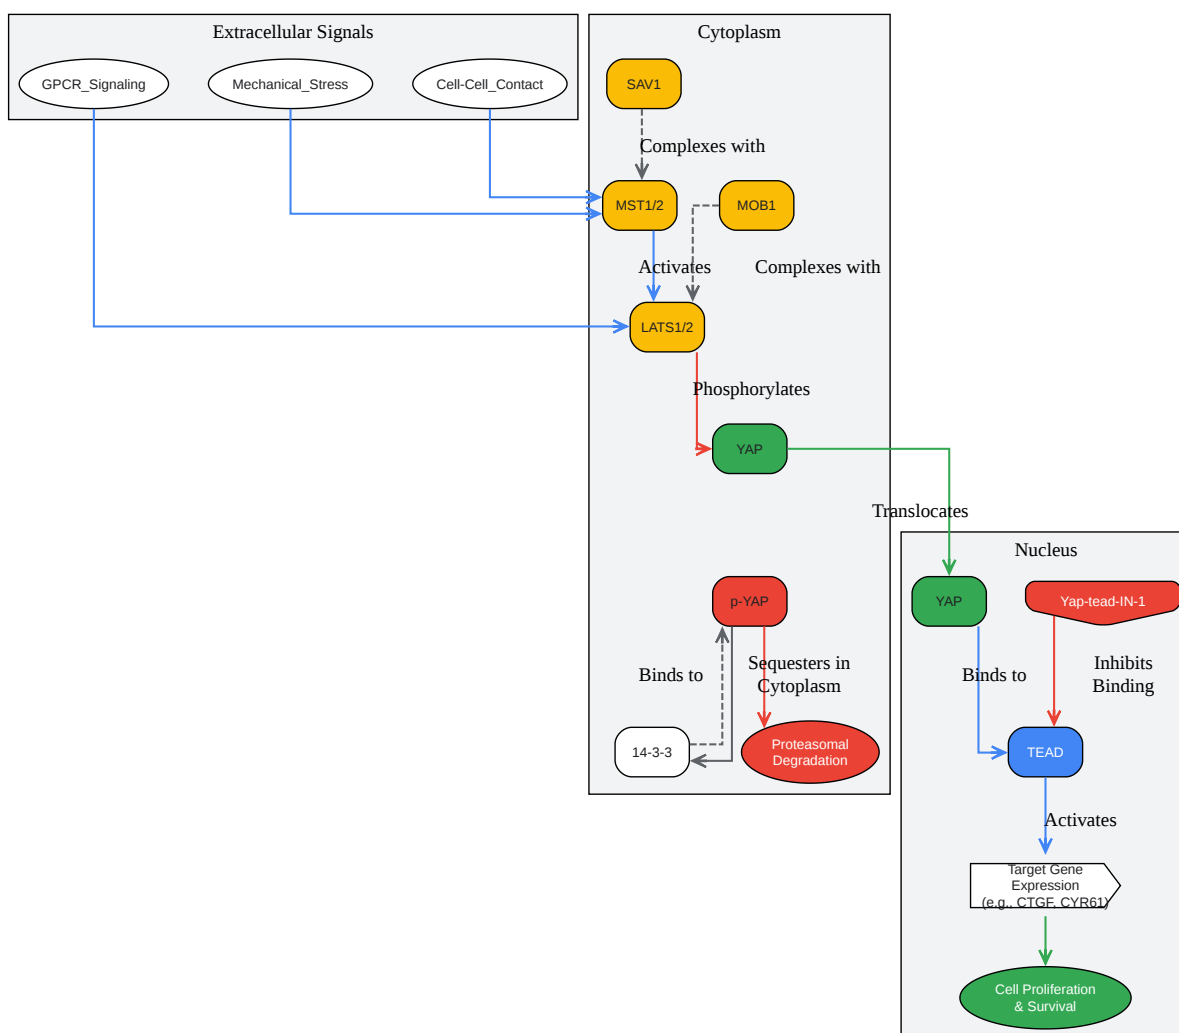 Extracellular Signals
Cytoplasm
GPCR_Signaling
Mechanical_Stress
Cell-Cell_Contact
SAV1
Complexes with
MST1/2
MOB1
Activates
Complexes with
LATS1/2
Phosphorylates
YAP
Translocates
Nucleus
p-YAP
YAP
Yap-tead-IN-1
Binds to
Sequesters in
Cytoplasm
Binds to
Inhibits
Binding
14-3-3
Proteasomal
Degradation
TEAD
Activates
Target Gene
Expression
(e.g., CTGF, CYR61)
Cell Proliferation
& Survival